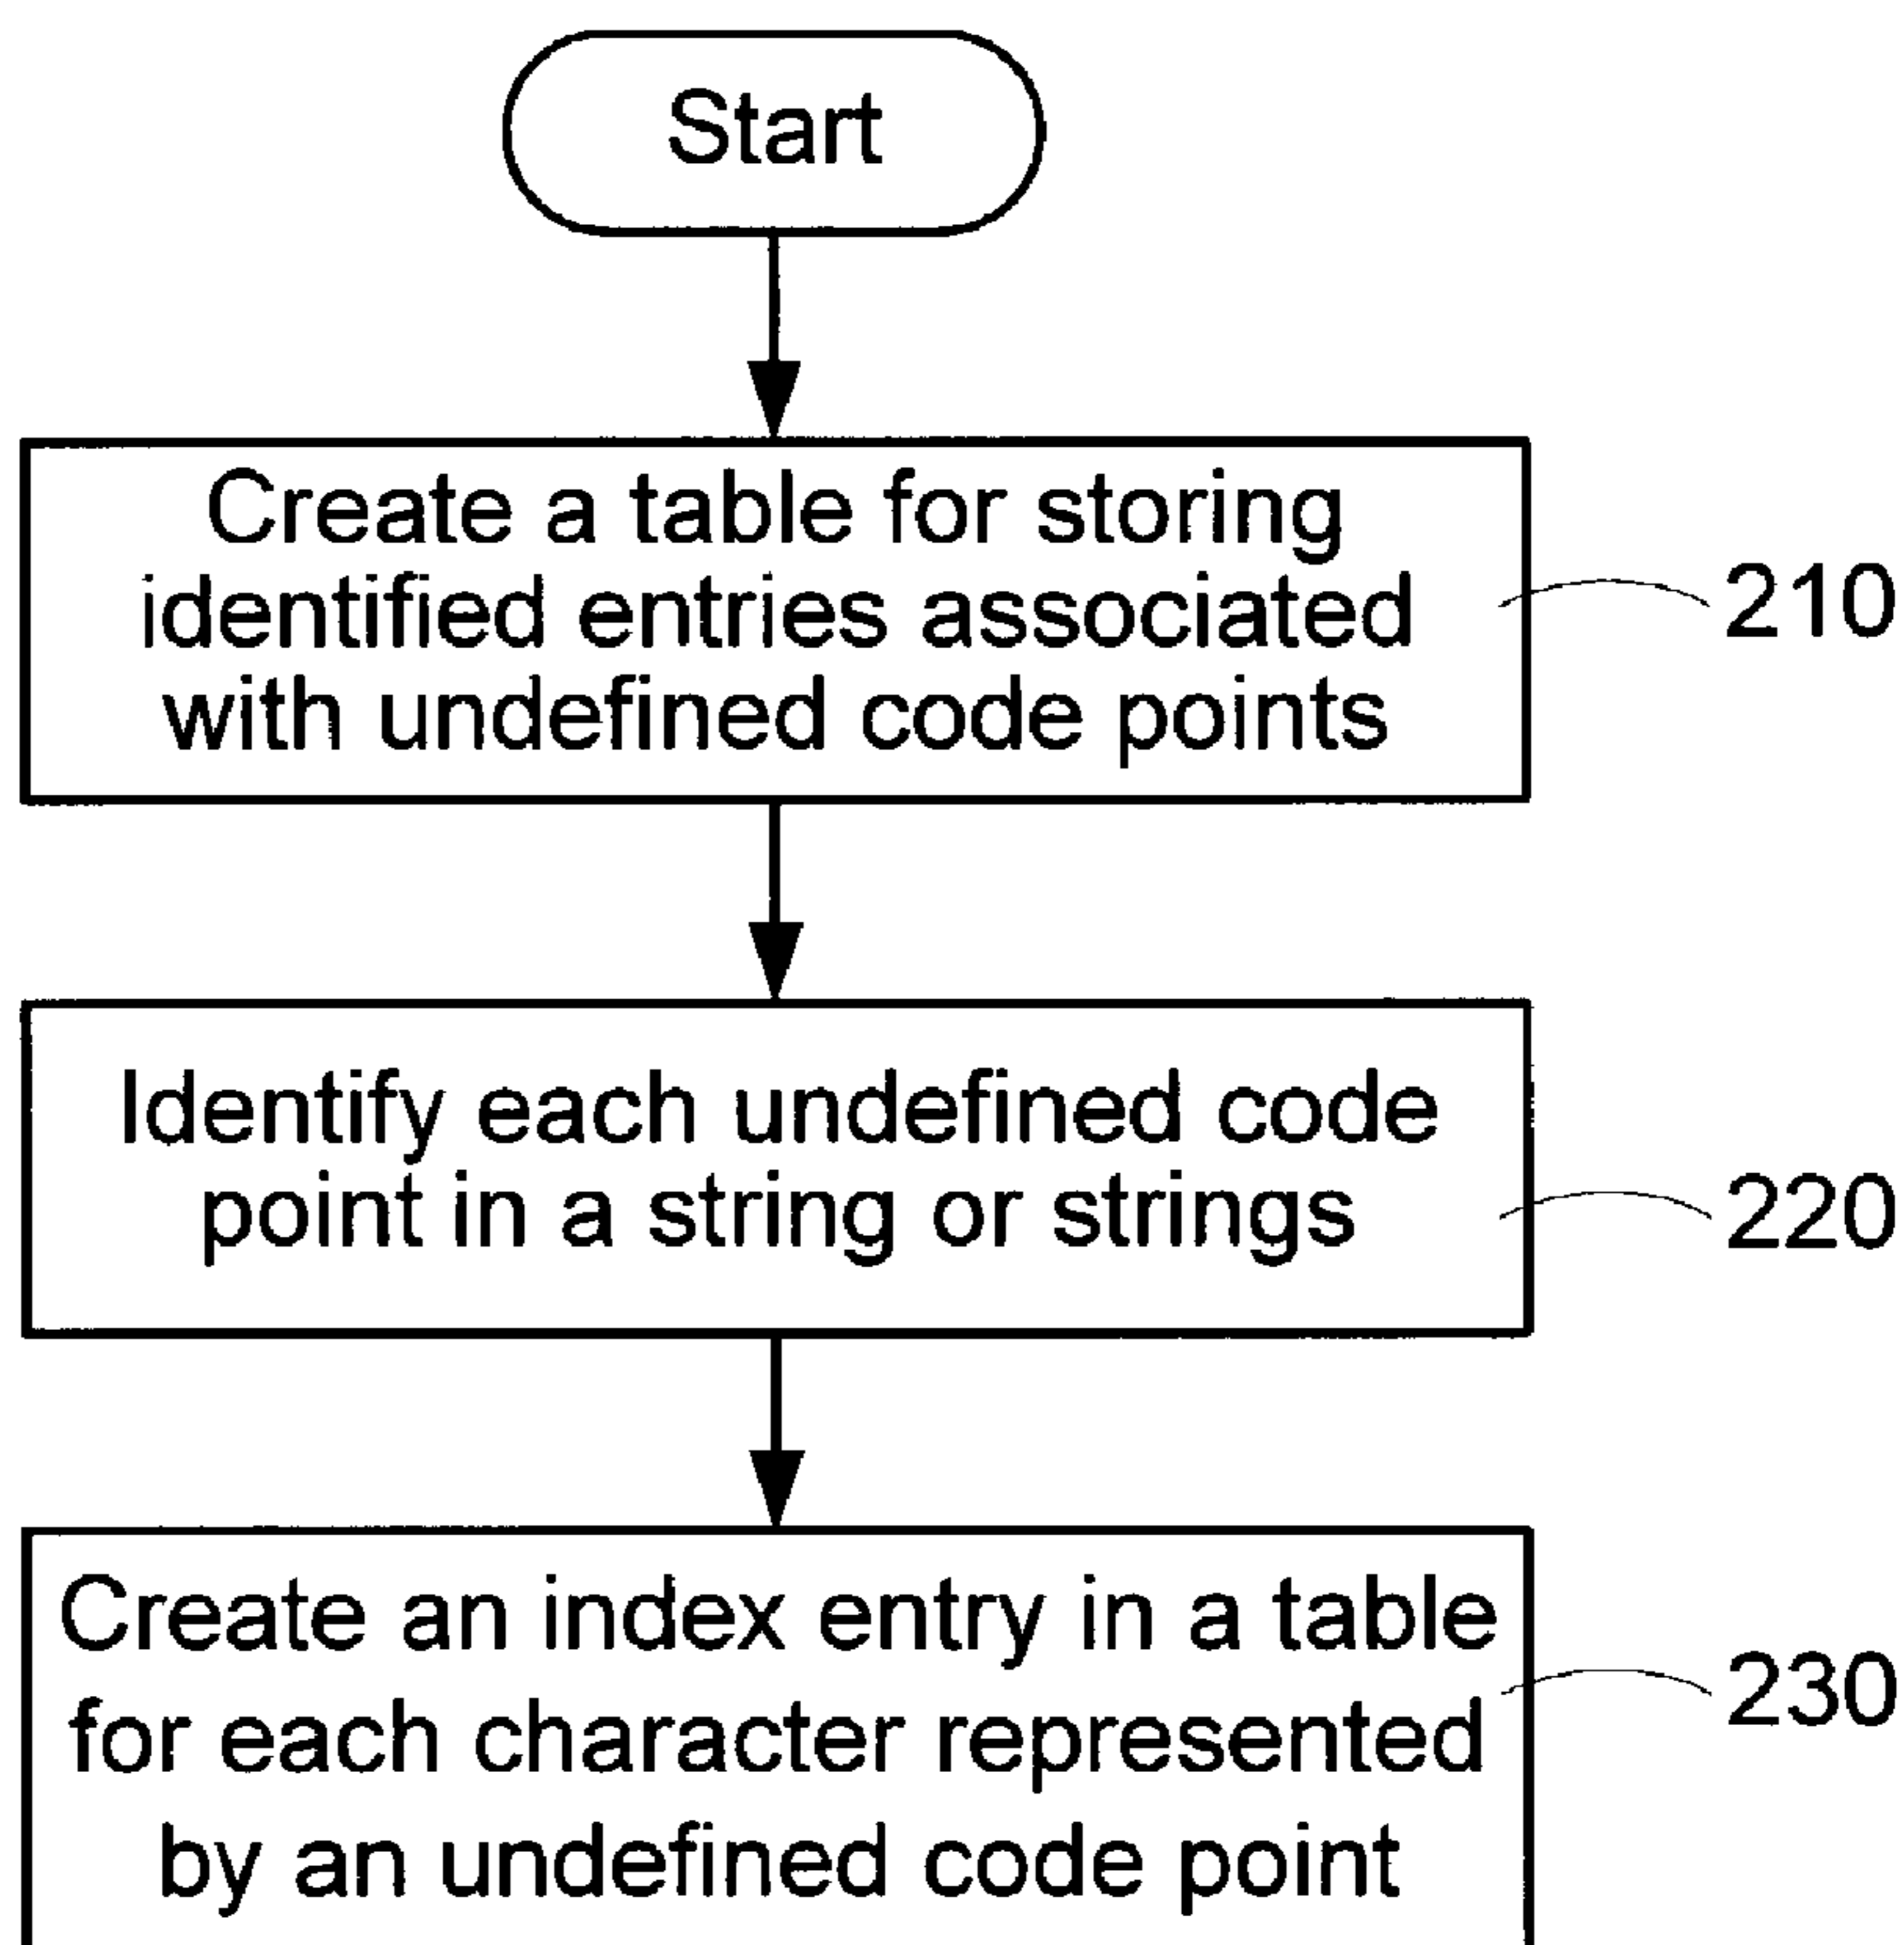 Start
Create a table for storing
identified entries associated
with undefined code points
210
Identify each undefined code
point in a string or strings
220
Create an index entry in a table
for each character represented
by an undefined code point
230